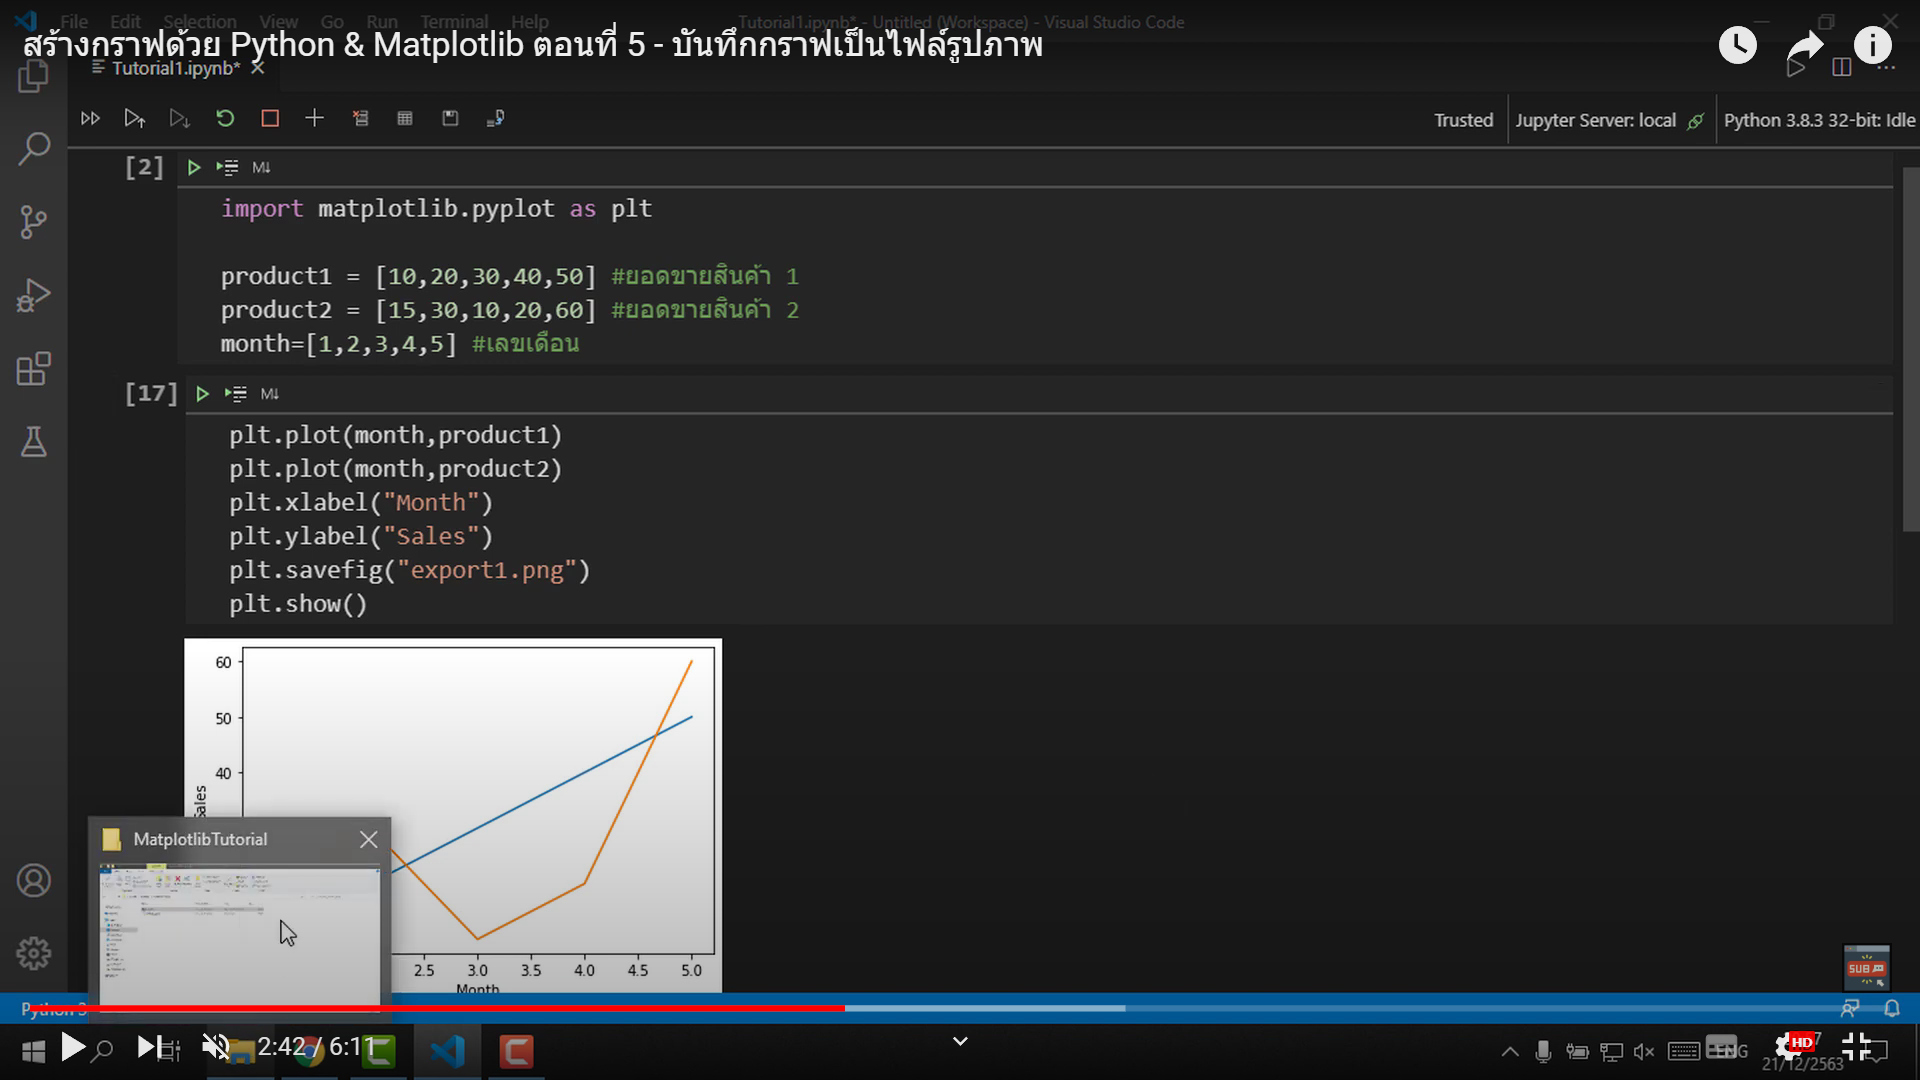 File Edit Selection View Go Run Terminal Help
Tutorial1.ipynb* - Untitled (Workspace) - Visual Studio Code
สร้างกราฟด้วย Python & Matplotlib ตอนที่ 5 - บันทึกกราฟเป็นไฟล์รูปภาพ
Tutorial1.ipynb*
Trusted
Jupyter Server: local
Python 3.8.3 32-bit: Idle
[2]
M↓
import matplotlib.pyplot as plt
product1 = [10,20,30,40,50] #ยอดขายสินค้า 1
product2 = [15,30,10,20,60] #ยอดขายสินค้า 2
month=[1,2,3,4,5] #เลขเดือน
[17]
M↓
plt.plot(month,product1)
plt.plot(month,product2)
plt.xlabel("Month")
plt.ylabel("Sales")
plt.savefig("export1.png")
plt.show()
60
50
40
Sales
MatplotlibTutorial
2.5 3.0 3.5 4.0 4.5 5.0
Month
SUB
Python 3
2:42 / 6:11
ENG
HD
21/12/2563